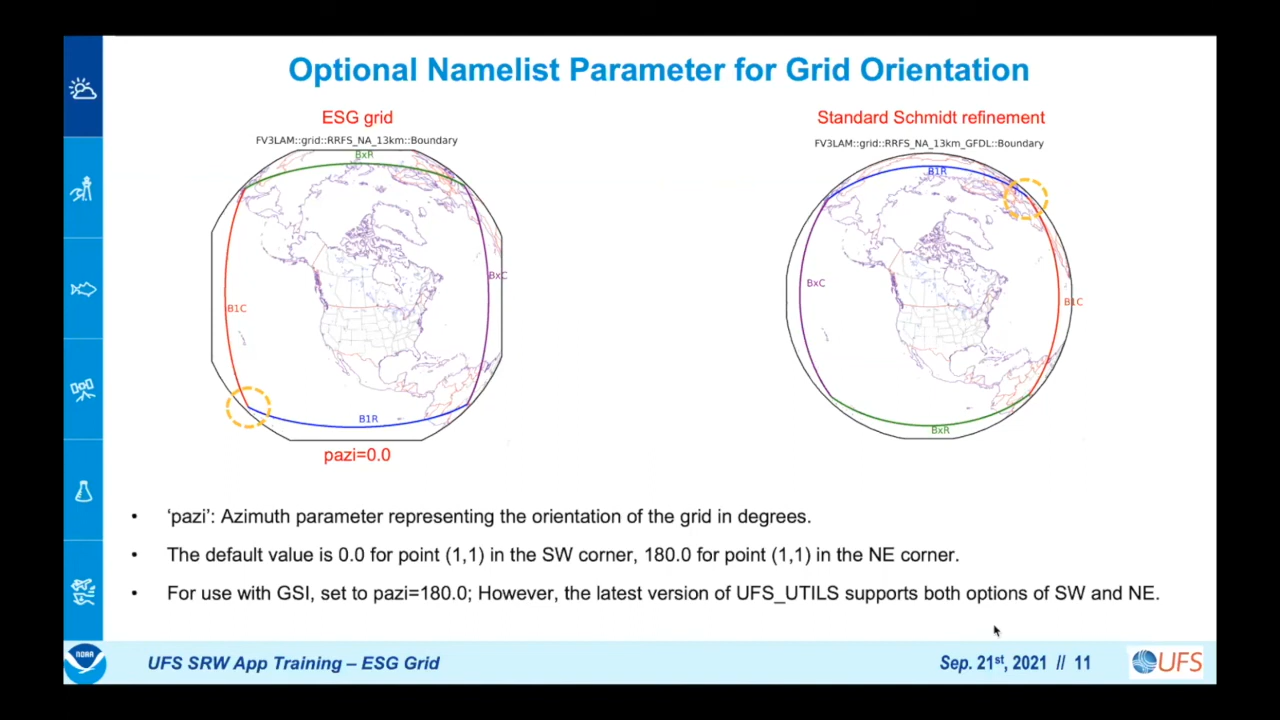 Optional Namelist Parameter for Grid Orientation
ESG grid
FV3LAM::grid::RRFS_NA_13km::Boundary
BxR
BxC
B1C
B1R
pazi=0.0
Standard Schmidt refinement
FV3LAM::grid::RRFS_NA_13km_GFDL::Boundary
B1R
BxC
B1C
BxR
• ‘pazi’: Azimuth parameter representing the orientation of the grid in degrees.
• The default value is 0.0 for point (1,1) in the SW corner, 180.0 for point (1,1) in the NE corner.
• For use with GSI, set to pazi=180.0; However, the latest version of UFS_UTILS supports both options of SW and NE.
NOAA
UFS SRW App Training – ESG Grid
Sep. 21st, 2021 // 11
UFS